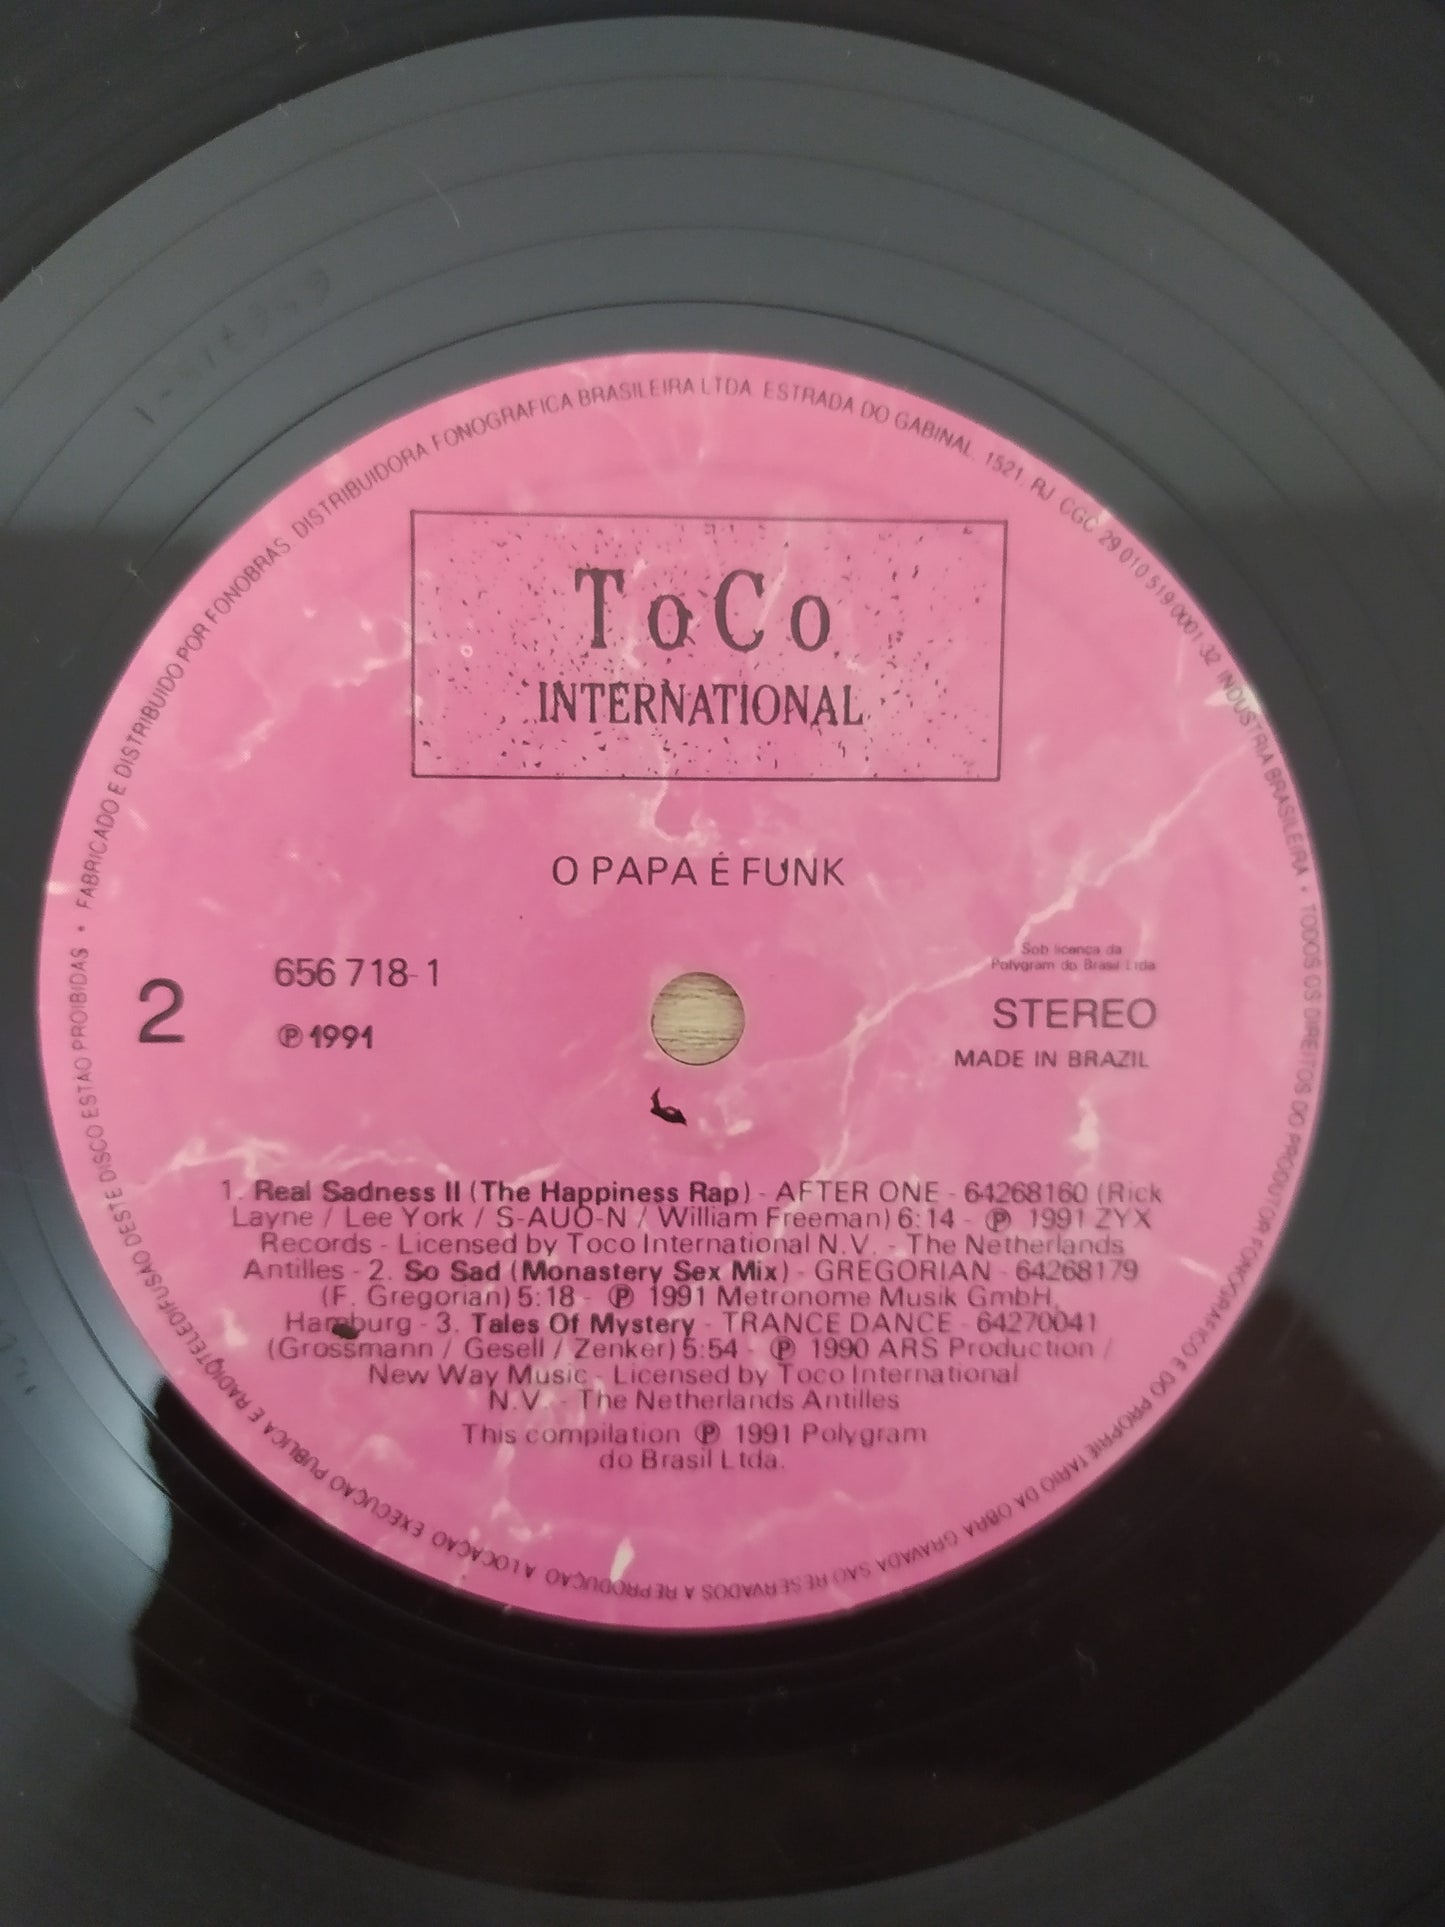 ToCo
INTERNATIONAL
O PAPA É FUNK
2
656 718-1
℗ 1991
Sob licença da
Polygram do Brasil Ltda
STEREO
MADE IN BRAZIL
1. Real Sadness II (The Happiness Rap) - AFTER ONE - 64268160 (Rick
Layne / Lee York / S-AUO-N / William Freeman) 6:14 - ℗ 1991 ZYX
Records - Licensed by Toco International N.V. - The Netherlands
Antilles - 2. So Sad (Monastery Sex Mix) - GREGORIAN - 64268179
(F. Gregorian) 5:18 - ℗ 1991 Metronome Musik GmbH,
Hamburg - 3. Tales Of Mystery - TRANCE DANCE - 64270041
(Grossmann / Gesell / Zenker) 5:54 - ℗ 1990 ARS Production /
New Way Music - Licensed by Toco International
N.V. - The Netherlands Antilles
This compilation ℗ 1991 Polygram
do Brasil Ltda.
FABRICADO E DISTRIBUIDO POR FONOBRAS DISTRIBUIDORA FONOGRAFICA BRASILEIRA LTDA ESTRADA DO GABINAL, 1521, RJ CGC 29 010 519/0001 32 INDUSTRIA BRASILEIRA • TODOS OS DIREITOS DO PRODUTOR FONOGRAFICO E DO PROPRIETARIO DA OBRA GRAVADA SAO RESERVADOS A REPRODUÇAO A LOCAÇAO EXECUÇAO PUBLICA E RADIOTELEDIFUSAO DESTE DISCO ESTAO PROIBIDAS •